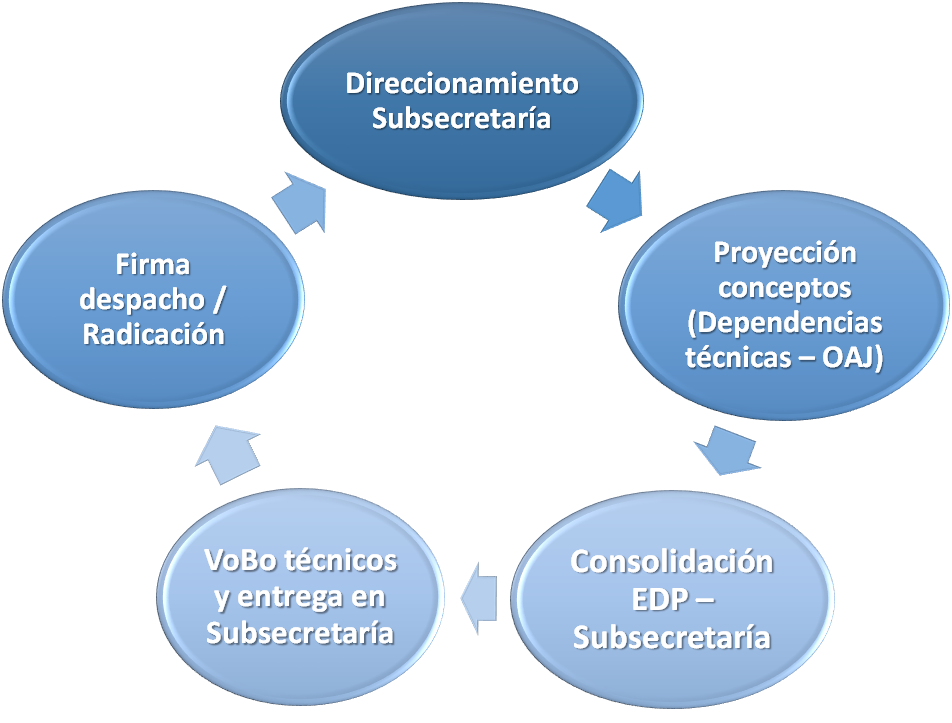 Direccionamiento
Subsecretaría
Proyección
conceptos
(Dependencias
técnicas – OAJ)
Consolidación
EDP –
Subsecretaría
VoBo técnicos
y entrega en
Subsecretaría
Firma
despacho /
Radicación